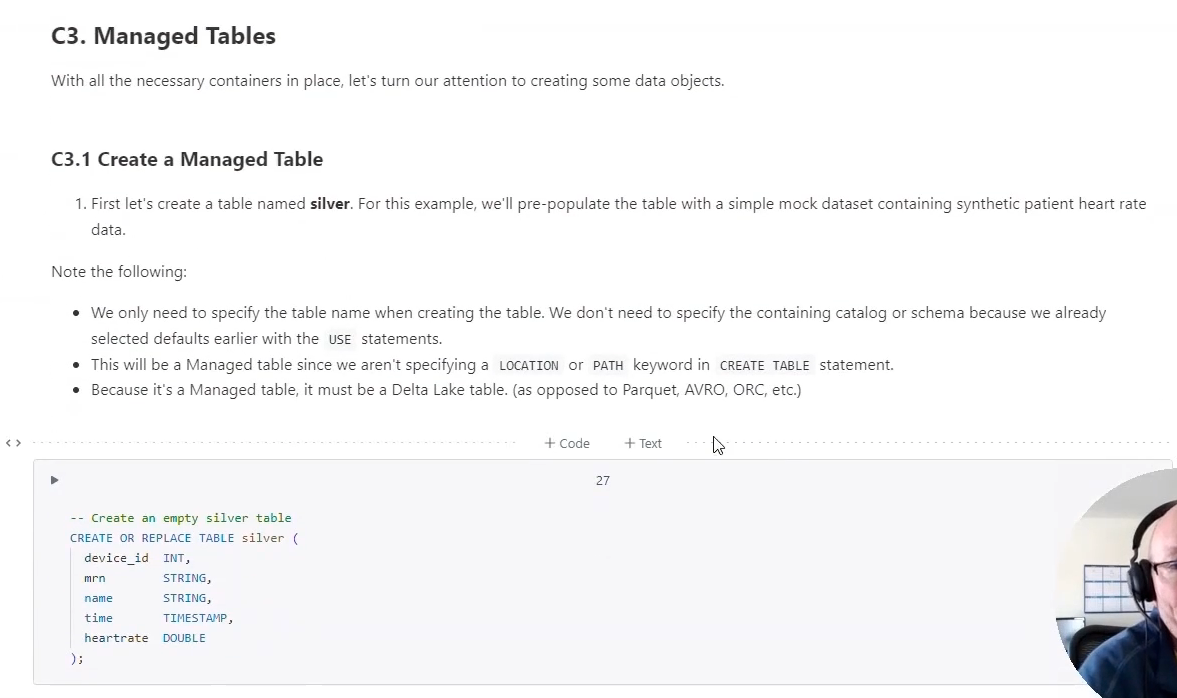 C3. Managed Tables
With all the necessary containers in place, let's turn our attention to creating some data objects.
C3.1 Create a Managed Table
1. First let's create a table named silver. For this example, we'll pre-populate the table with a simple mock dataset containing synthetic patient heart rate
data.
Note the following:
• We only need to specify the table name when creating the table. We don't need to specify the containing catalog or schema because we already
selected defaults earlier with the USE statements.
• This will be a Managed table since we aren't specifying a LOCATION or PATH keyword in CREATE TABLE statement.
• Because it's a Managed table, it must be a Delta Lake table. (as opposed to Parquet, AVRO, ORC, etc.)
+ Code + Text
27
-- Create an empty silver table
CREATE OR REPLACE TABLE silver (
device_id INT,
mrn STRING,
name STRING,
time TIMESTAMP,
heartrate DOUBLE
);